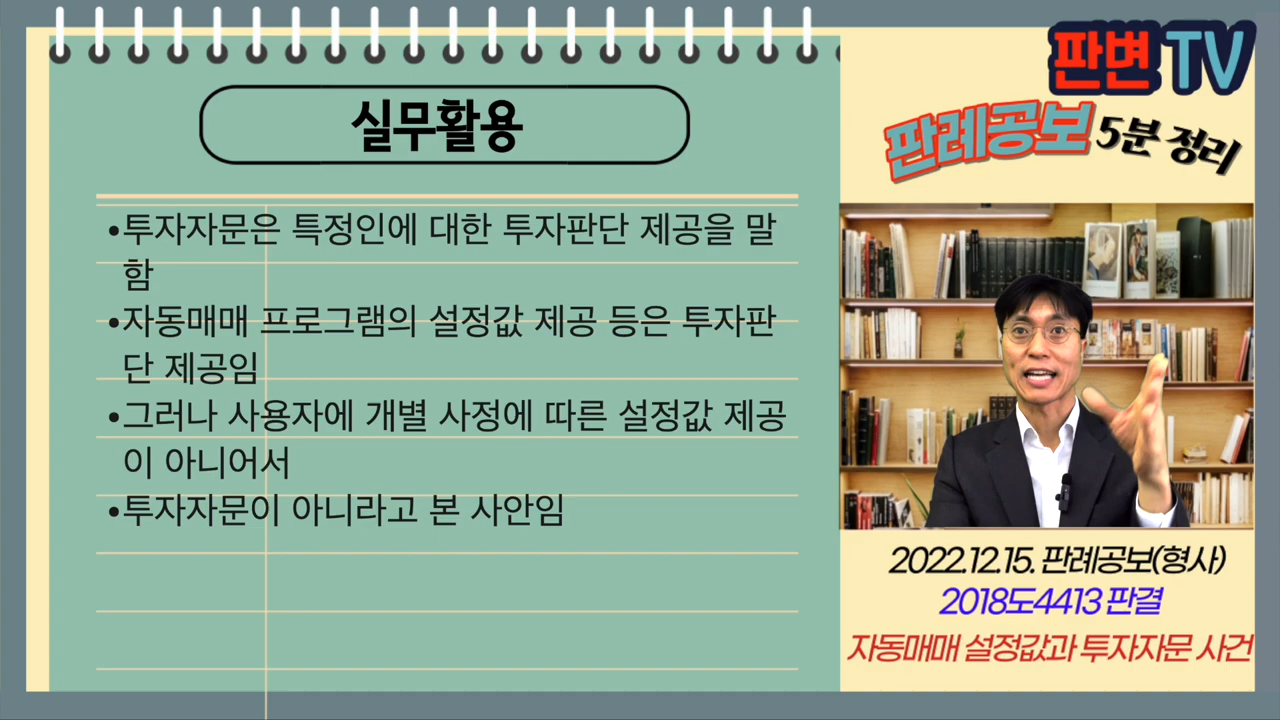 실무활용
•투자자문은 특정인에 대한 투자판단 제공을 말
함
•자동매매 프로그램의 설정값 제공 등은 투자판
단 제공임
•그러나 사용자에 개별 사정에 따른 설정값 제공
이 아니어서
•투자자문이 아니라고 본 사안임
판변 TV
판례공보 5분 정리
2022.12.15. 판례공보(형사)
2018도4413 판결
자동매매 설정값과 투자자문 사건